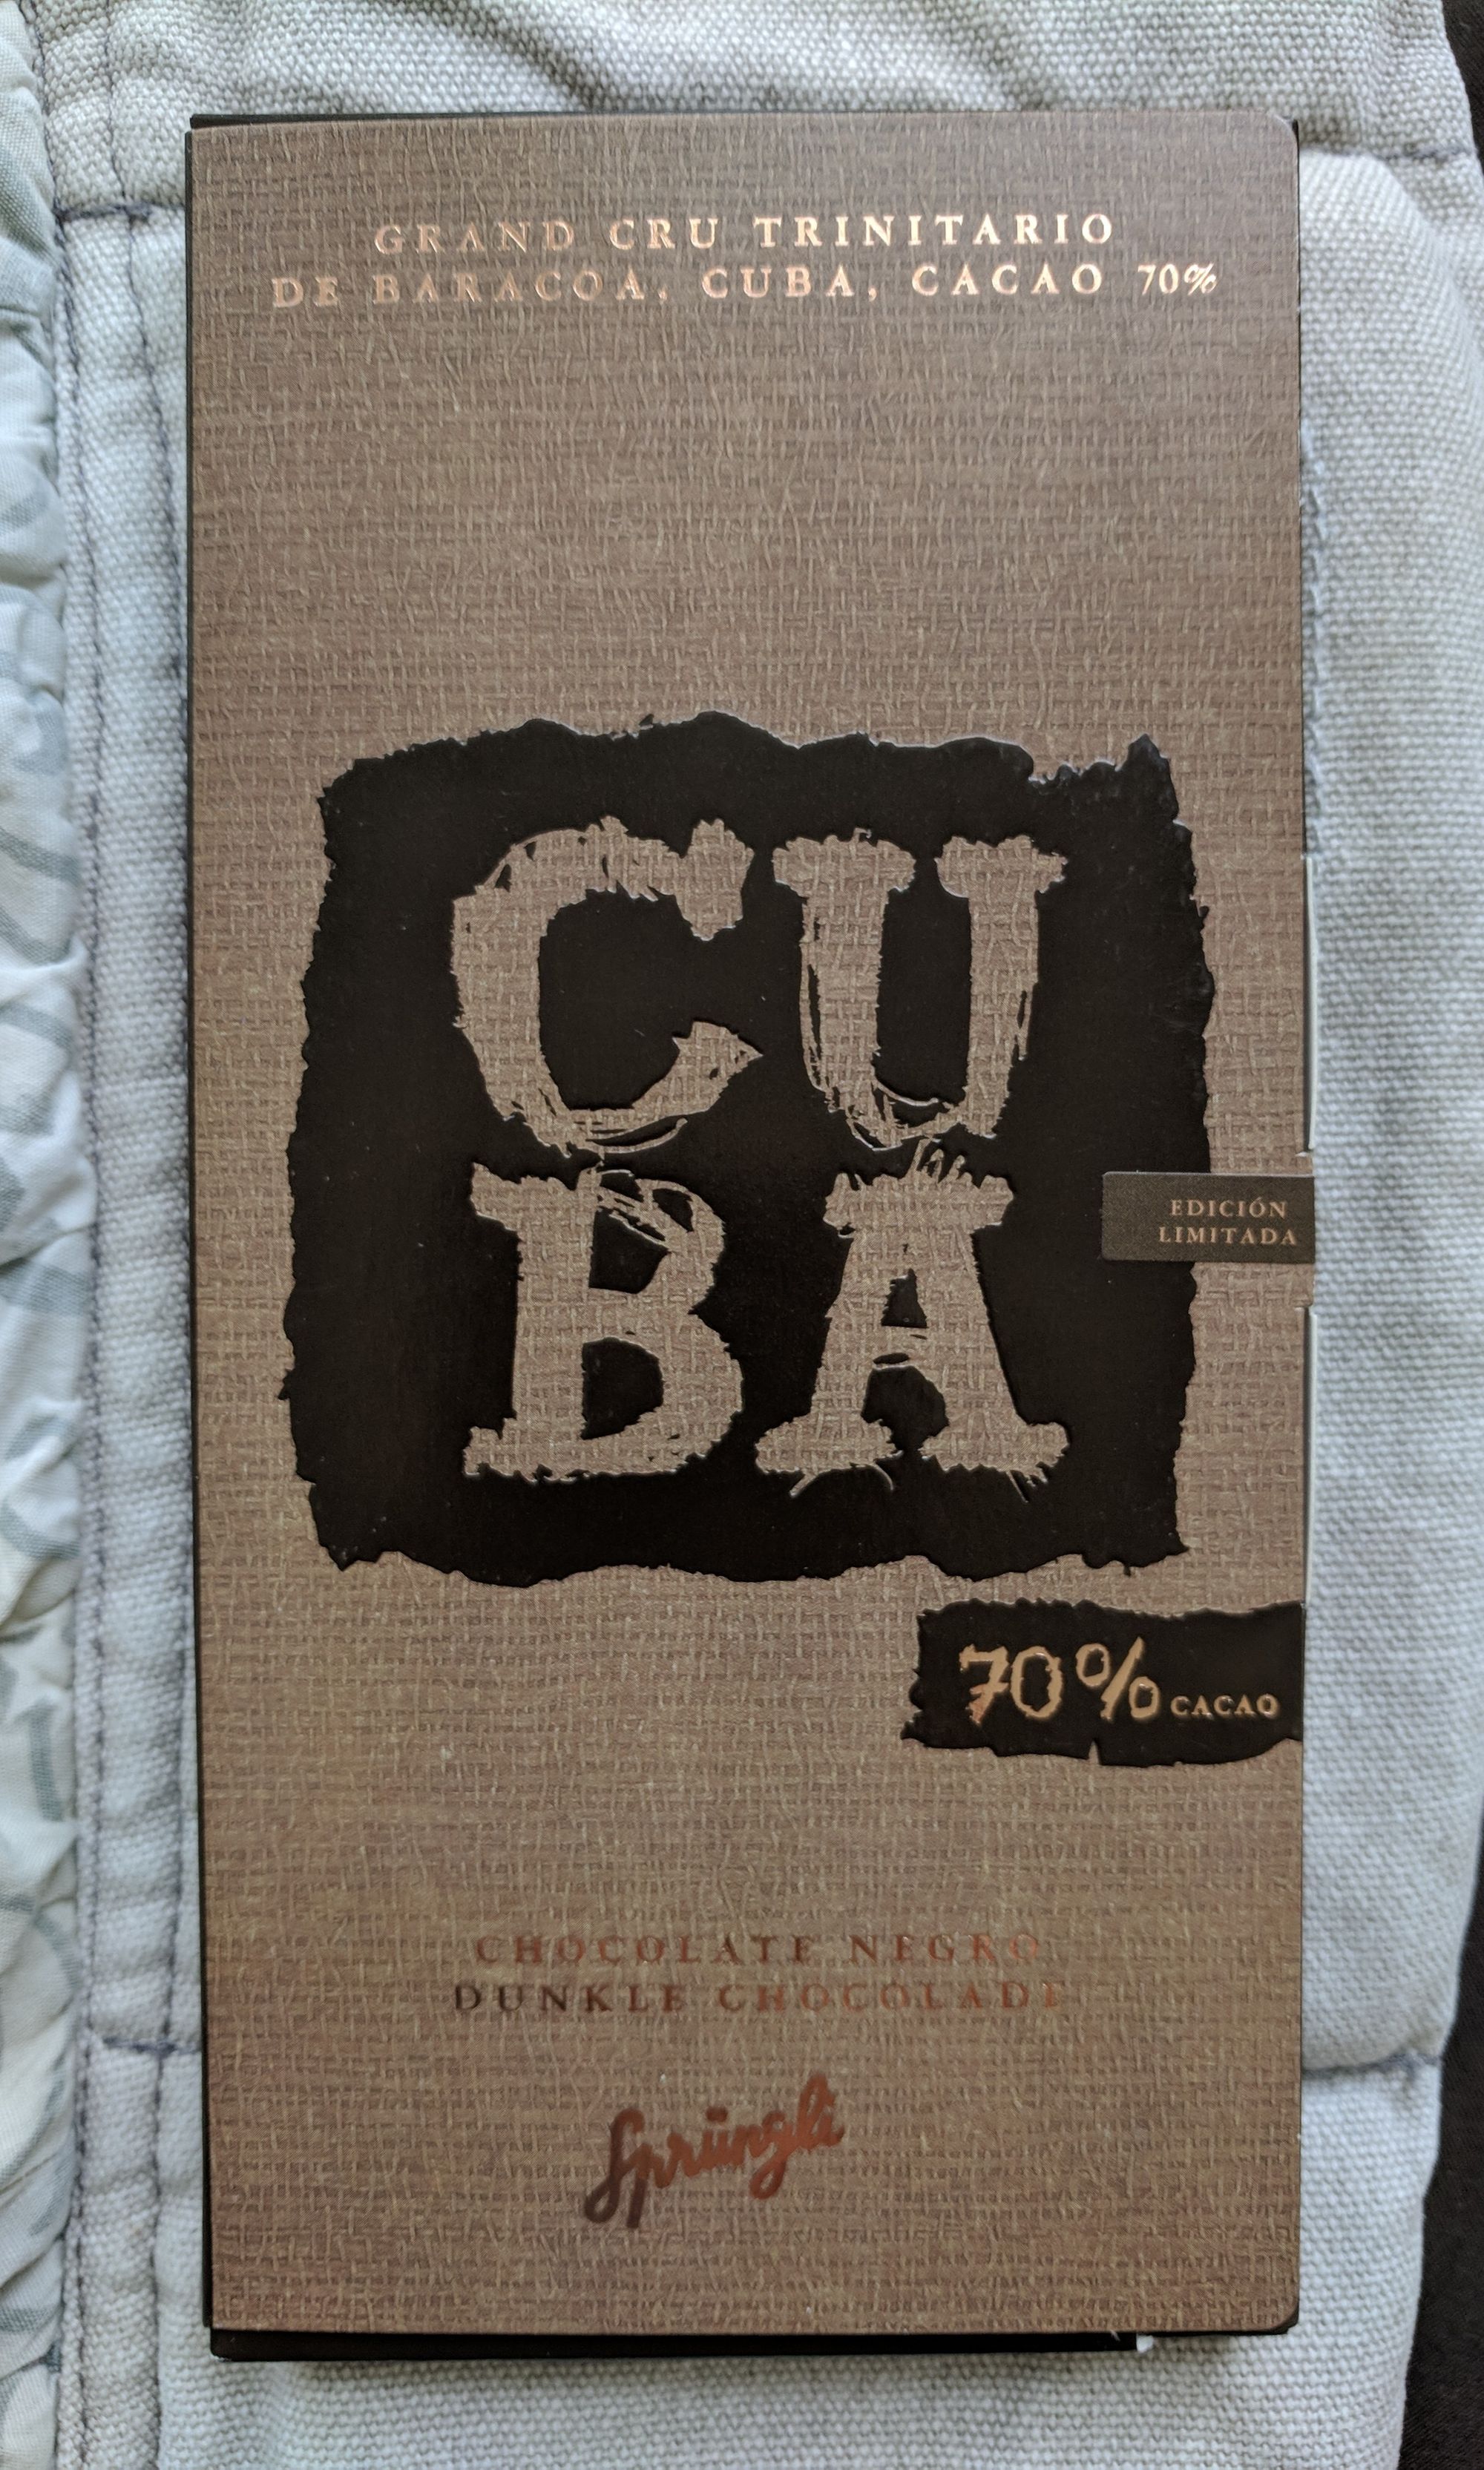 GRAND CRU TRINITARIO
DE BARACOA, CUBA, CACAO 70%
CU
BA
EDICIÓN
LIMITADA
70% CACAO
CHOCOLATE NEGRO
DUNKLE CHOCOLADE
Sprüngli